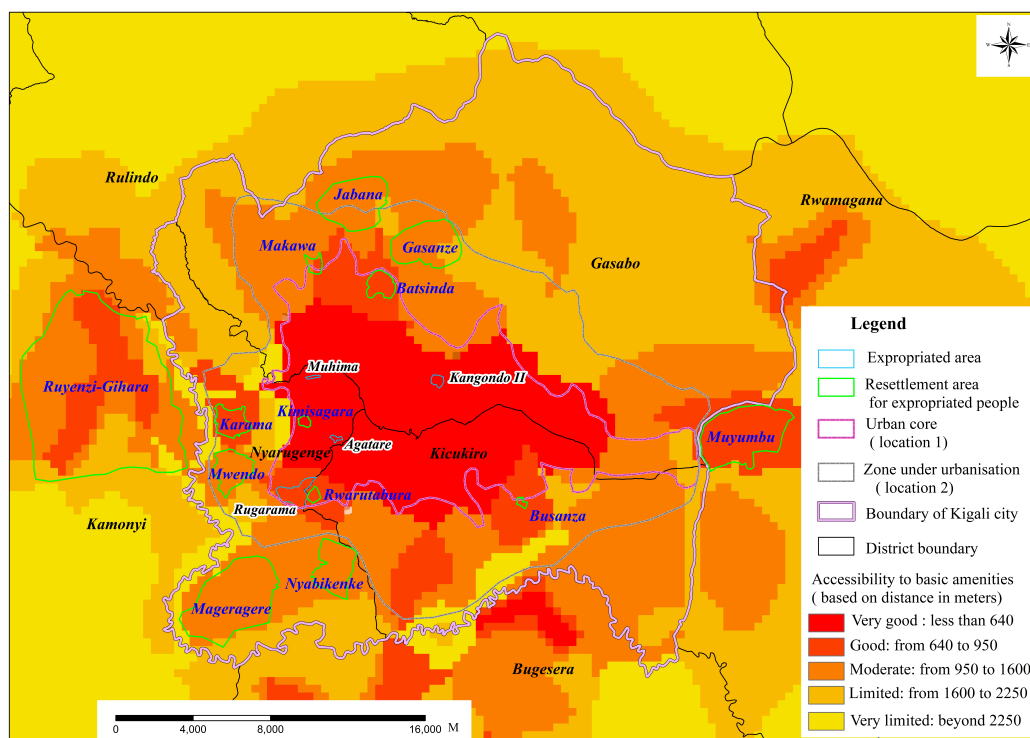 N
W E
S
Rulindo
Jabana
Rwamagana
Makawa
Gasanze
Gasabo
Batsinda
Legend
Expropriated area
Resettlement area
for expropriated people
Urban core
( location 1)
Zone under urbanisation
( location 2)
Boundary of Kigali city
District boundary
Accessibility to basic amenities
( based on distance in meters)
Very good : less than 640
Good: from 640 to 950
Moderate: from 950 to 1600
Limited: from 1600 to 2250
Very limited: beyond 2250
Muhima
Kangondo II
Ruyenzi-Gihara
Karama
Kimisagara
Agatare
Muyumbu
Nyarugenge
Kicukiro
Mwendo
Rwarutabura
Rugarama
Busanza
Kamonyi
Nyabikenke
Mageragere
Bugesera
0 4,000 8,000 16,000 M